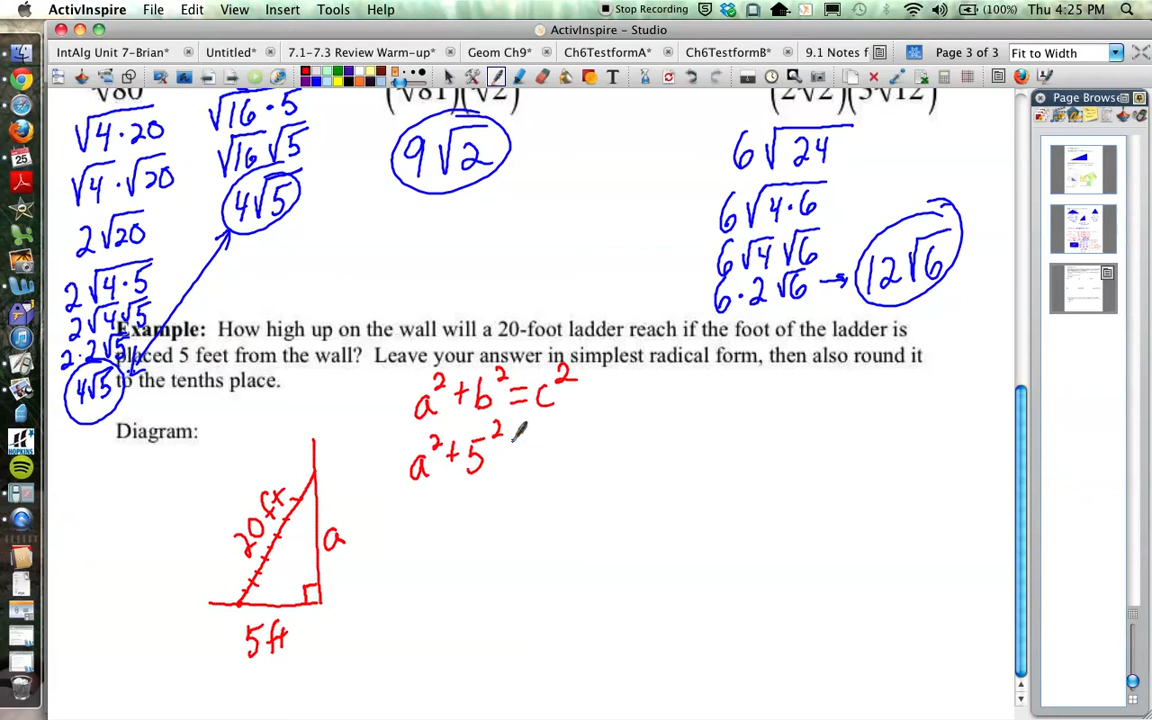 ActivInspire File Edit View Insert Tools Help Stop Recording (100%) Thu 4:25 PM
ActivInspire - Studio
IntAlg Unit 7-Brian* Untitled* 7.1-7.3 Review Warm-up* Geom Ch9* Ch6TestformA* Ch6TestformB* 9.1 Notes f Page 3 of 3 Fit to Width
Page Brows
√80
√4·20
√4·√20
2√20
2√4·5
2√4√5
2·2√5
4√5
√16·5
√16√5
4√5
(√81)(√2)
9√2
(2√2)(3√12)
6√24
6√4·6
6√4√6
6·2√6 → 12√6
Example: How high up on the wall will a 20-foot ladder reach if the foot of the ladder is
placed 5 feet from the wall? Leave your answer in simplest radical form, then also round it
to the tenths place.
a²+b²=c²
a²+5²
Diagram:
20
a
5ft